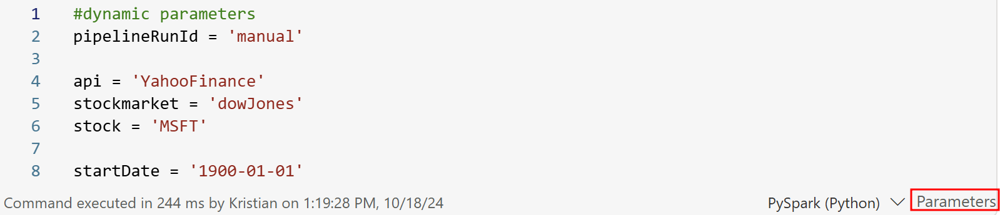 1 #dynamic parameters
2 pipelineRunId = 'manual'
3
4 api = 'YahooFinance'
5 stockmarket = 'dowJones'
6 stock = 'MSFT'
7
8 startDate = '1900-01-01'
Command executed in 244 ms by Kristian on 1:19:28 PM, 10/18/24 PySpark (Python) Parameters